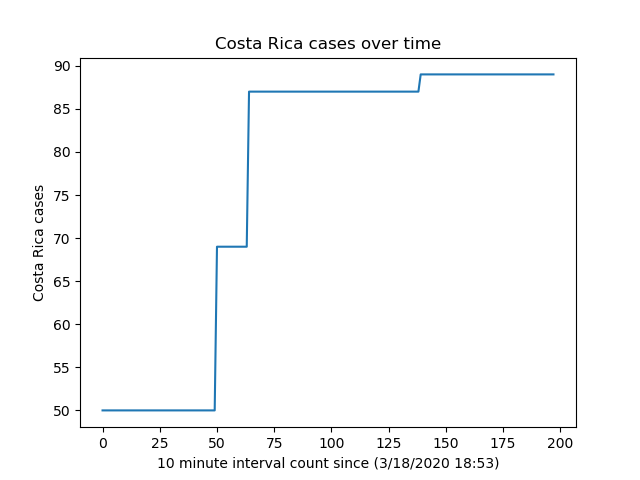 Costa Rica cases over time
90
85
80
75
70
65
60
55
50
Costa Rica cases
0 25 50 75 100 125 150 175 200
10 minute interval count since (3/18/2020 18:53)